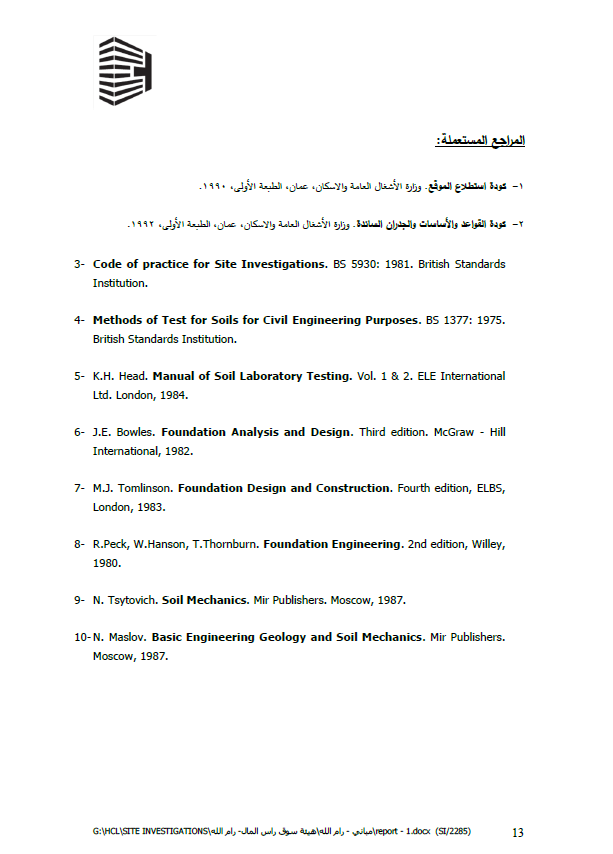 المراجع المستعملة:
١- كودة استطلاع الموقع. وزارة الأشغال العامة والاسكان، عمان، الطبعة الأولى، ١٩٩٠.
٢- كودة القواعد والأساسات والجدران الساندة. وزارة الأشغال العامة والاسكان، عمان، الطبعة الأولى، ١٩٩٢.
3- Code of practice for Site Investigations. BS 5930: 1981. British Standards
Institution.
4- Methods of Test for Soils for Civil Engineering Purposes. BS 1377: 1975.
British Standards Institution.
5- K.H. Head. Manual of Soil Laboratory Testing. Vol. 1 & 2. ELE International
Ltd. London, 1984.
6- J.E. Bowles. Foundation Analysis and Design. Third edition. McGraw - Hill
International, 1982.
7- M.J. Tomlinson. Foundation Design and Construction. Fourth edition, ELBS,
London, 1983.
8- R.Peck, W.Hanson, T.Thornburn. Foundation Engineering. 2nd edition, Willey,
1980.
9- N. Tsytovich. Soil Mechanics. Mir Publishers. Moscow, 1987.
10- N. Maslov. Basic Engineering Geology and Soil Mechanics. Mir Publishers.
Moscow, 1987.
G:\HCL\SITE INVESTIGATIONS\مباني - رام الله\هيئة سوق راس المال- رام الله\report - 1.docx (SI/2285) 13